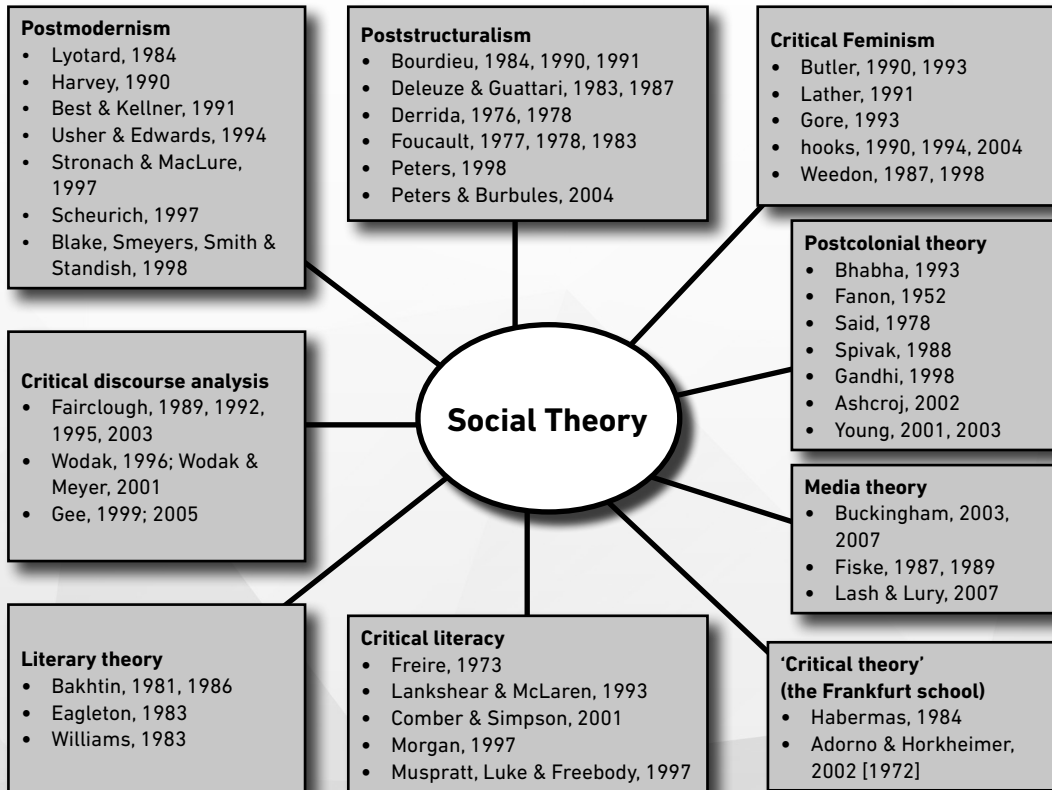 Postmodernism
• Lyotard, 1984
• Harvey, 1990
• Best & Kellner, 1991
• Usher & Edwards, 1994
• Stronach & MacLure,
1997
• Scheurich, 1997
• Blake, Smeyers, Smith &
Standish, 1998
Poststructuralism
• Bourdieu, 1984, 1990, 1991
• Deleuze & Guattari, 1983, 1987
• Derrida, 1976, 1978
• Foucault, 1977, 1978, 1983
• Peters, 1998
• Peters & Burbules, 2004
Critical Feminism
• Butler, 1990, 1993
• Lather, 1991
• Gore, 1993
• hooks, 1990, 1994, 2004
• Weedon, 1987, 1998
Postcolonial theory
• Bhabha, 1993
• Fanon, 1952
• Said, 1978
• Spivak, 1988
• Gandhi, 1998
• Ashcroj, 2002
• Young, 2001, 2003
Critical discourse analysis
• Fairclough, 1989, 1992,
1995, 2003
• Wodak, 1996; Wodak &
Meyer, 2001
• Gee, 1999; 2005
Social Theory
Media theory
• Buckingham, 2003,
2007
• Fiske, 1987, 1989
• Lash & Lury, 2007
Literary theory
• Bakhtin, 1981, 1986
• Eagleton, 1983
• Williams, 1983
Critical literacy
• Freire, 1973
• Lankshear & McLaren, 1993
• Comber & Simpson, 2001
• Morgan, 1997
• Muspratt, Luke & Freebody, 1997
‘Critical theory’
(the Frankfurt school)
• Habermas, 1984
• Adorno & Horkheimer,
2002 [1972]